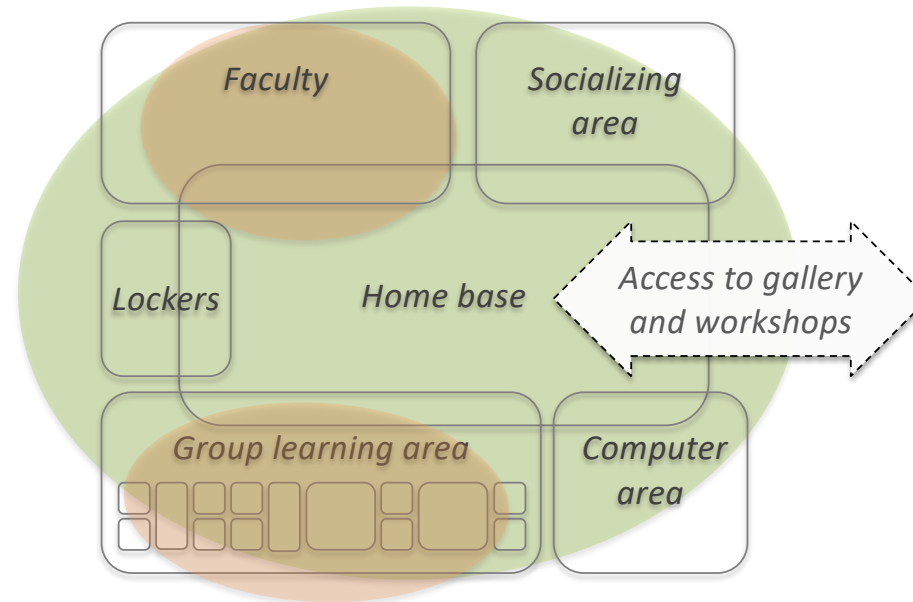 Faculty
Socializing
area
Lockers
Home base
Access to gallery
and workshops
Group learning area
Computer
area